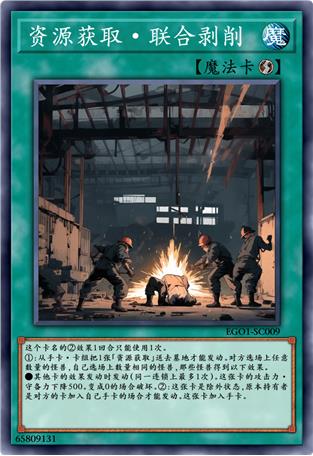 资源获取・联合剥削
魔
【魔法卡】
EGO1-SC009
这个卡名的②效果1回合只能使用1次。
①:从手卡・卡组把1张「资源获取」送去墓地才能发动。对方选场上任意
数量的怪兽,自己选场上数量相同的怪兽,那些怪兽得到以下效果。
●其他卡的效果发动时发动(同一连锁上最多1次)。这张卡的攻击力・
守备力下降500,变成0的场合破坏。②:这张卡是除外状态,原本持有者
是对方的卡加入自己手卡的场合才能发动。这张卡加入手卡。
65809131